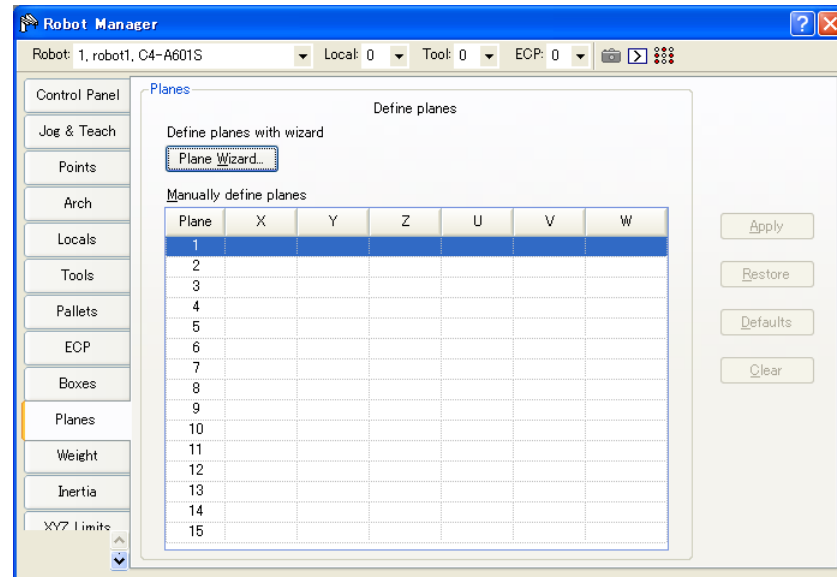 Robot Manager
Robot: 1, robot1, C4-A601S Local: 0 Tool: 0 ECP: 0
Control Panel
Jog & Teach
Points
Arch
Locals
Tools
Pallets
ECP
Boxes
Planes
Weight
Inertia
XYZ Limits
Planes
Define planes
Define planes with wizard
Plane Wizard...
Manually define planes
Plane X Y Z U V W
1
2
3
4
5
6
7
8
9
10
11
12
13
14
15
Apply
Restore
Defaults
Clear